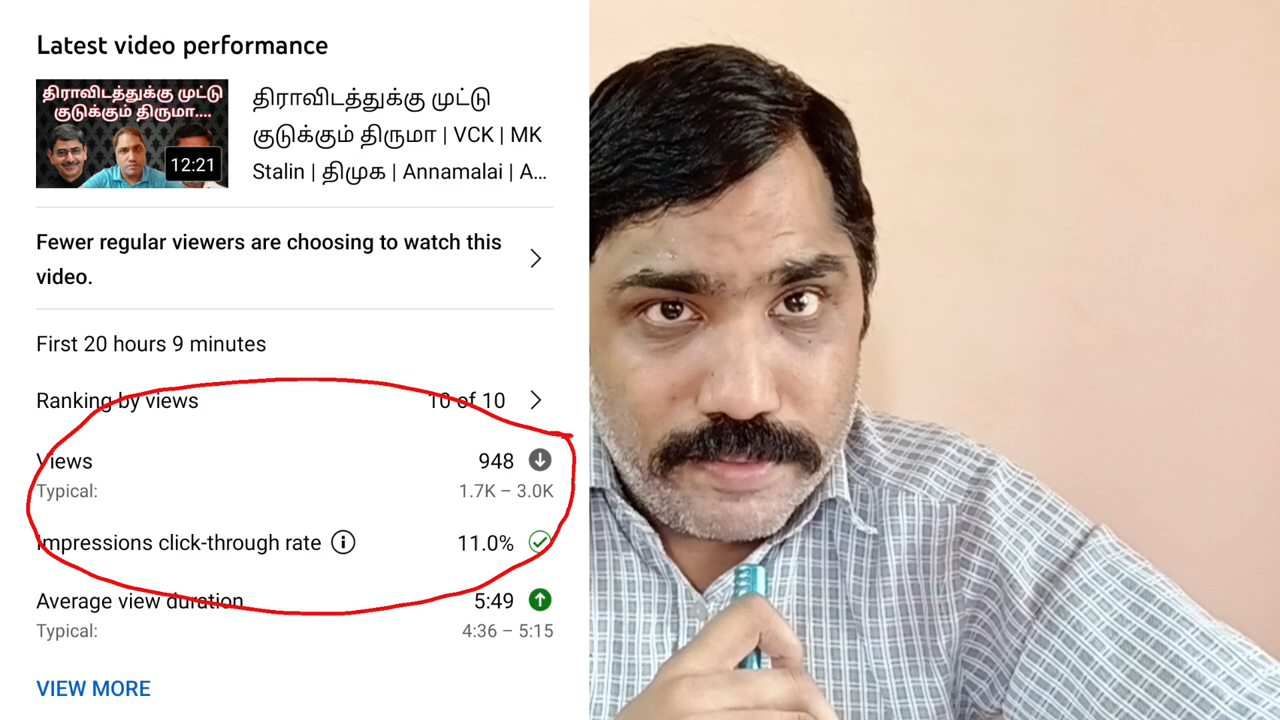 Latest video performance
திராவிடத்துக்கு முட்டு
குடுக்கும் திருமா....
12:21
திராவிடத்துக்கு முட்டு
குடுக்கும் திருமா | VCK | MK
Stalin | திமுக | Annamalai | A...
Fewer regular viewers are choosing to watch this
video.
First 20 hours 9 minutes
Ranking by views 10 of 10
Views 948
Typical: 1.7K – 3.0K
Impressions click-through rate 11.0%
Average view duration 5:49
Typical: 4:36 – 5:15
VIEW MORE